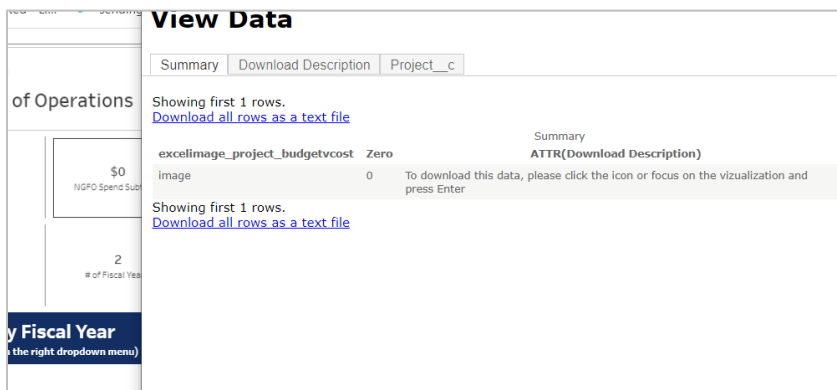 View Data
Summary
Download Description
Project__c
of Operations
Showing first 1 rows.
Download all rows as a text file
Summary
excelimage_project_budgetvcost Zero ATTR(Download Description)
image 0 To download this data, please click the icon or focus on the vizualization and
press Enter
Showing first 1 rows.
Download all rows as a text file
$0
NGFO Spend
2
# of Fiscal
y Fiscal Year
the right dropdown menu)